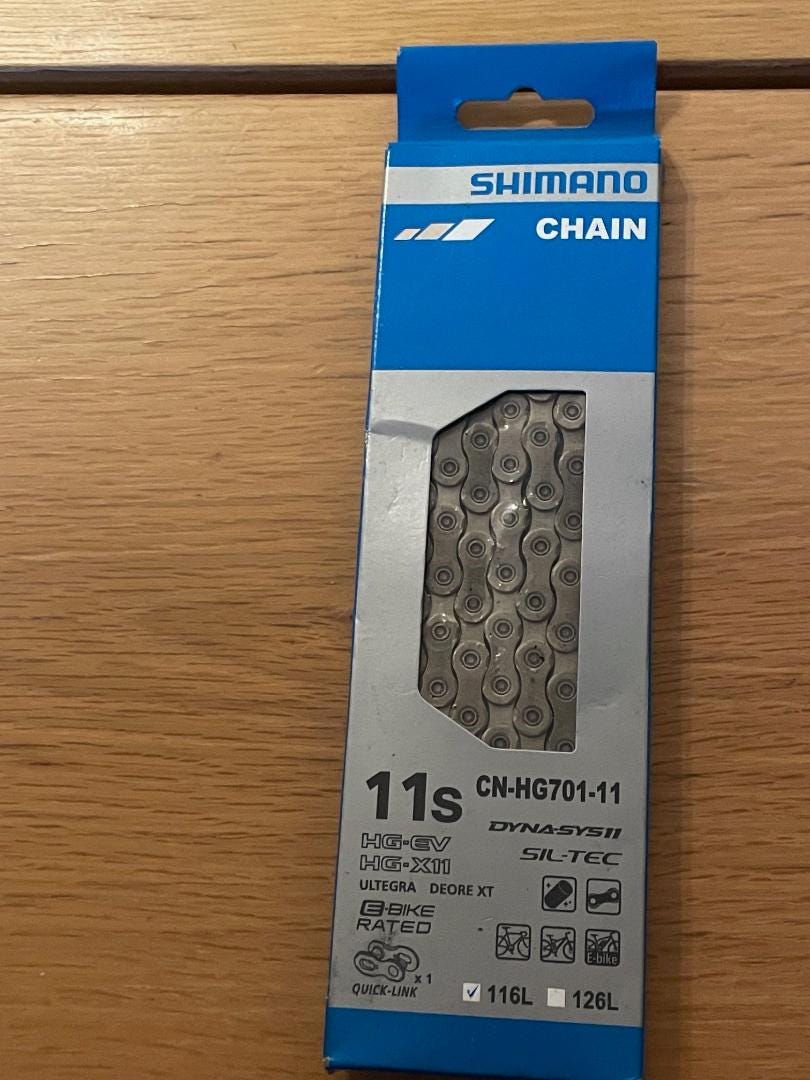 SHIMANO
CHAIN
11s CN-HG701-11
HG-EV DYNA-SYS11
HG-X11 SIL-TEC
ULTEGRA DEORE XT
E-BIKE
RATED
E-bike
x 1
QUICK-LINK
116L 126L